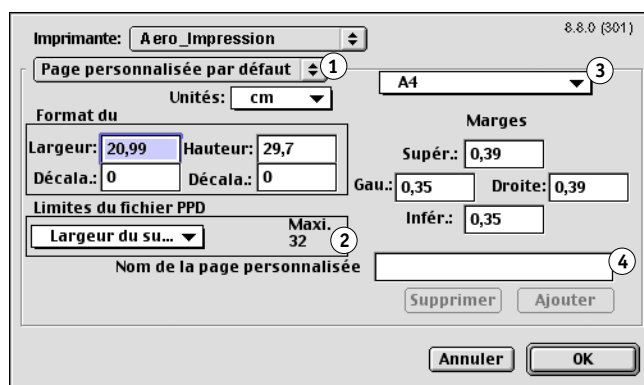 8.8.0 (301)
Imprimante: Aero_Impression
Page personnalisée par défaut 1
A4 3
Unités: cm
Format du
Largeur: 20,99 Hauteur: 29,7
Décala.: 0 Décala.: 0
Marges
Supér.: 0,39
Gau.: 0,35 Droite: 0,39
Infér.: 0,35
Limites du fichier PPD
Largeur du su... Maxi.
32 2
Nom de la page personnalisée 4
Supprimer Ajouter
Annuler OK